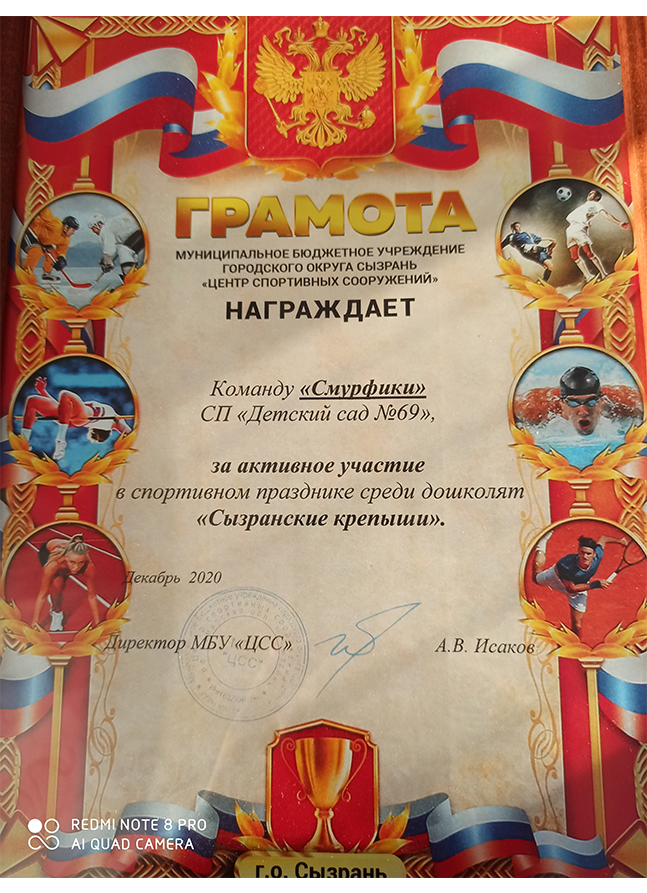 ГРАМОТА
МУНИЦИПАЛЬНОЕ БЮДЖЕТНОЕ УЧРЕЖДЕНИЕ
ГОРОДСКОГО ОКРУГА СЫЗРАНЬ
«ЦЕНТР СПОРТИВНЫХ СООРУЖЕНИЙ»
НАГРАЖДАЕТ
Команду «Смурфики»
СП «Детский сад №69»,
за активное участие
в спортивном празднике среди дошколят
«Сызранские крепыши».
Декабрь 2020
Директор МБУ «ЦСС»
А.В. Исаков
"ЦСС"
REDMI NOTE 8 PRO
AI QUAD CAMERA
г.о. Сызрань